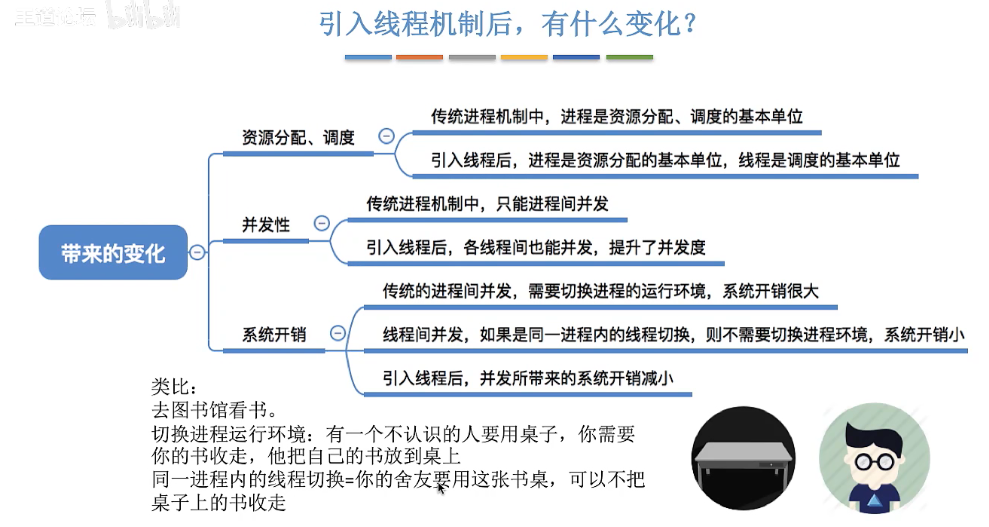 bilibili
引入线程机制后，有什么变化？
带来的变化
资源分配、调度
传统进程机制中，进程是资源分配、调度的基本单位
引入线程后，进程是资源分配的基本单位，线程是调度的基本单位
并发性
传统进程机制中，只能进程间并发
引入线程后，各线程间也能并发，提升了并发度
系统开销
传统的进程间并发，需要切换进程的运行环境，系统开销很大
线程间并发，如果是同一进程内的线程切换，则不需要切换进程环境，系统开销小
引入线程后，并发所带来的系统开销减小
类比：
去图书馆看书。
切换进程运行环境：有一个不认识的人要用桌子，你需要
你的书收走，他把自己的书放到桌上
同一进程内的线程切换=你的舍友要用这张书桌，可以不把
桌子上的书收走